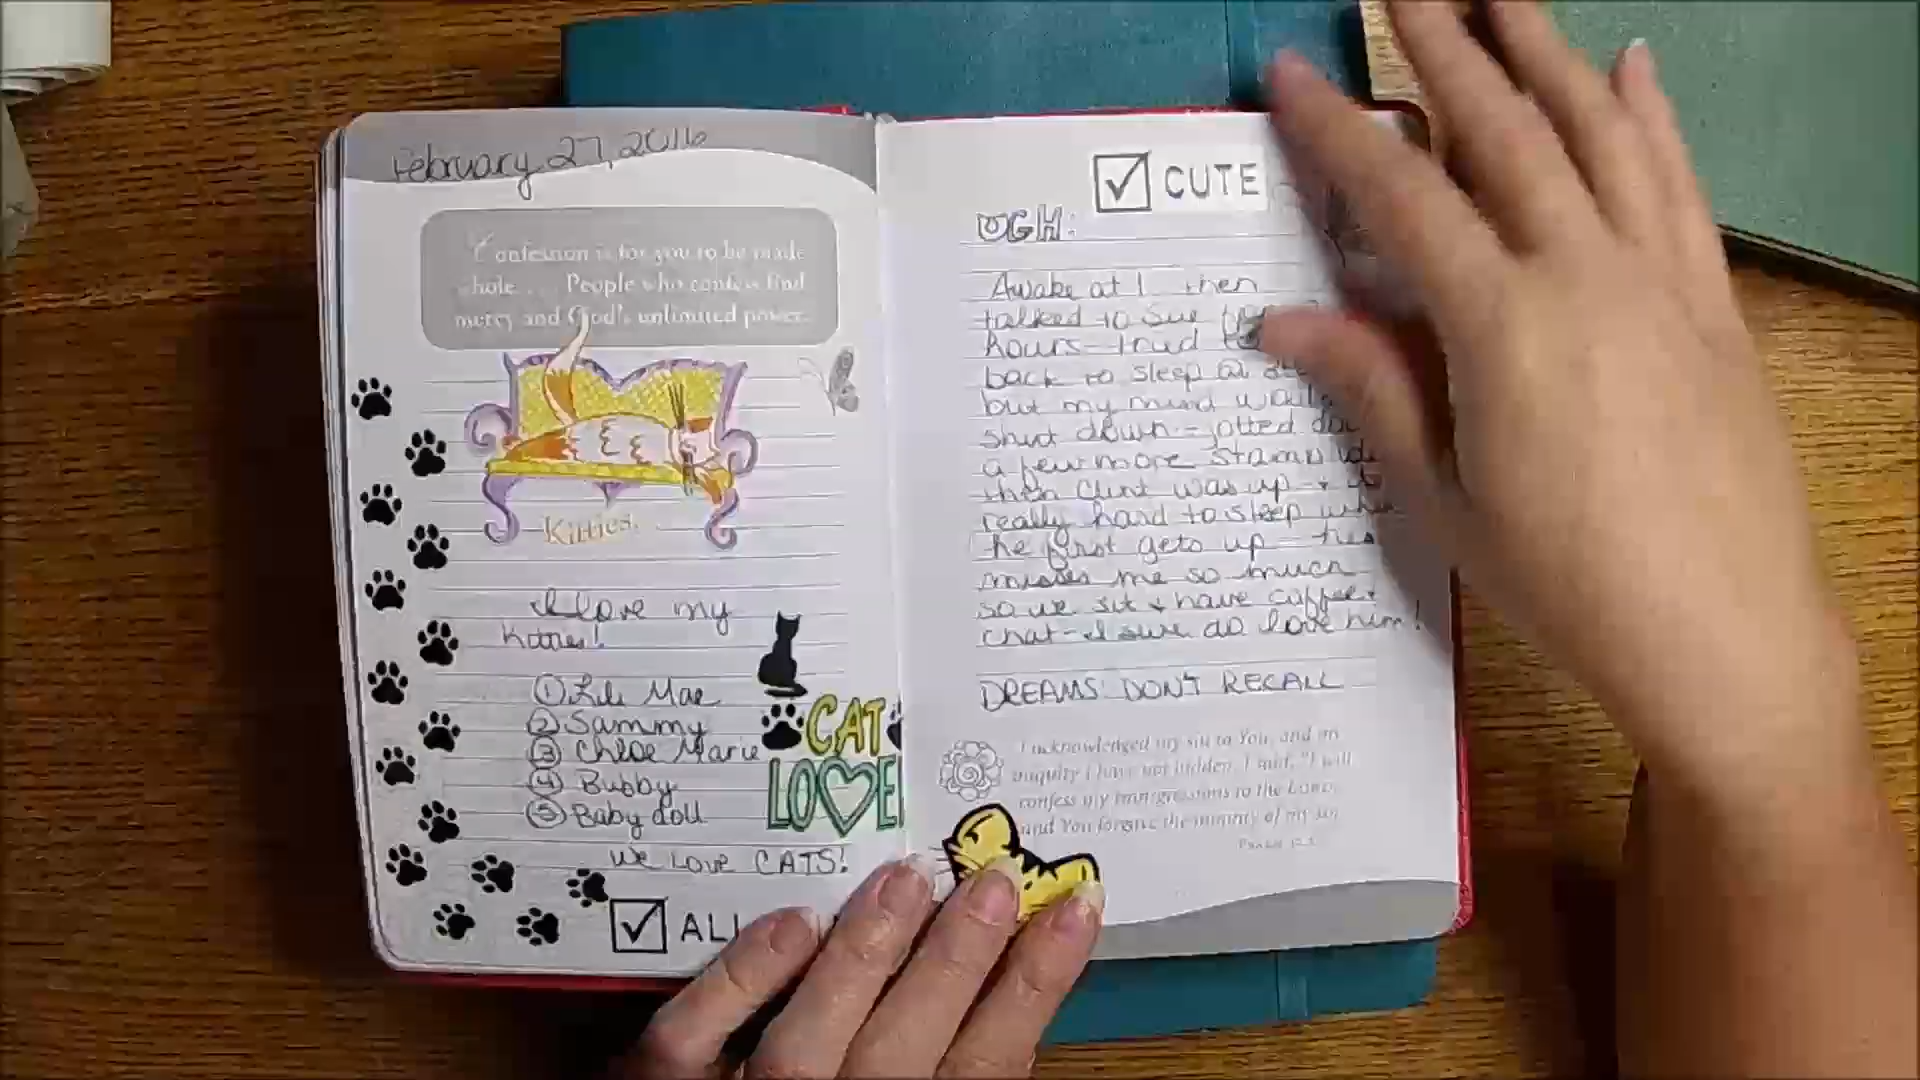 February 27, 2016
Confession is for you to be made
whole . . . People who confess find
mercy and God's unlimited power.
Kitties.
I love my
kitties!
① Lili Mae
② Sammy
③ Chloe Marie
④ Bubby
⑤ Baby doll
CAT
LOVE
We Love CATS!
ALL
CUTE
UGH:
Awake at 1 then
talked to Sue
hours - tried
back to sleep at
but my mind
shut down - jotted
a few more stamp
then Clint was up + it
really hard to sleep when
he first gets up - he
misses me so much
so we sit + have coffee +
chat - I sure do love him!
DREAMS: DON'T RECALL
I acknowledged my sin to You, and my
iniquity I have not hidden. I said, "I will
confess my transgressions to the LORD,"
and You forgave the iniquity of my sin.
Psalm